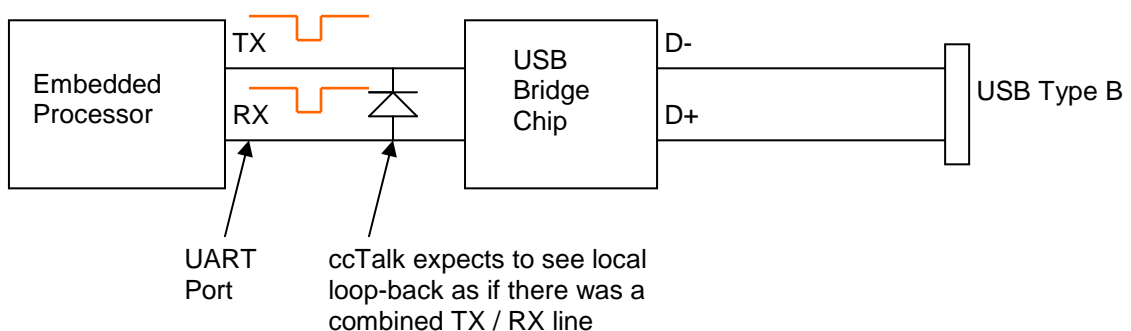 TX
USB
Bridge
Chip
D-
Embedded
Processor
USB Type B
RX
D+
UART
Port
ccTalk expects to see local
loop-back as if there was a
combined TX / RX line